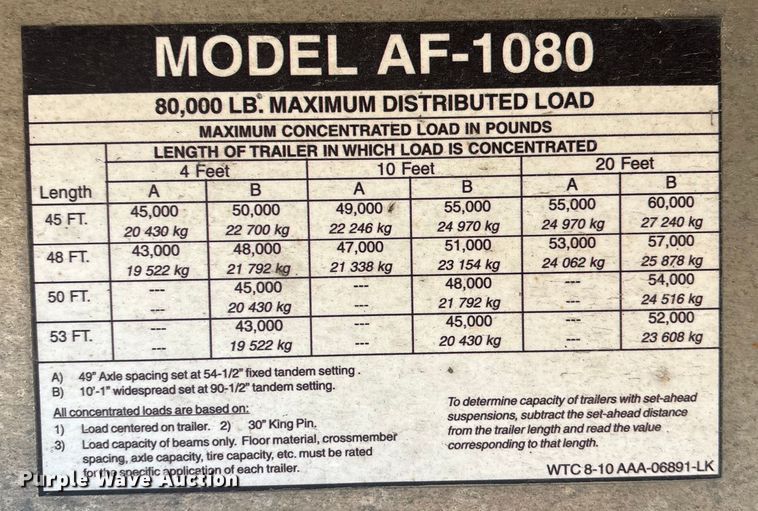 MODEL AF-1080
80,000 LB. MAXIMUM DISTRIBUTED LOAD
MAXIMUM CONCENTRATED LOAD IN POUNDS
LENGTH OF TRAILER IN WHICH LOAD IS CONCENTRATED
Length 4 Feet 10 Feet 20 Feet
A B A B A B
45 FT. 45,000 50,000 49,000 55,000 55,000 60,000
20 430 kg 22 700 kg 22 246 kg 24 970 kg 24 970 kg 27 240 kg
48 FT. 43,000 48,000 47,000 51,000 53,000 57,000
19 522 kg 21 792 kg 21 338 kg 23 154 kg 24 062 kg 25 878 kg
50 FT. --- 45,000 --- 48,000 --- 54,000
--- 20 430 kg --- 21 792 kg --- 24 516 kg
53 FT. --- 43,000 --- 45,000 --- 52,000
--- 19 522 kg --- 20 430 kg --- 23 608 kg
A) 49" Axle spacing set at 54-1/2" fixed tandem setting .
B) 10'-1" widespread set at 90-1/2" tandem setting.
All concentrated loads are based on:
1) Load centered on trailer. 2) 30" King Pin.
3) Load capacity of beams only. Floor material, crossmember
spacing, axle capacity, tire capacity, etc. must be rated
for the specific application of each trailer.
To determine capacity of trailers with set-ahead
suspensions, subtract the set-ahead distance
from the trailer length and read the value
corresponding to that length.
WTC 8-10 AAA-06891-LK
Purple Wave Auction